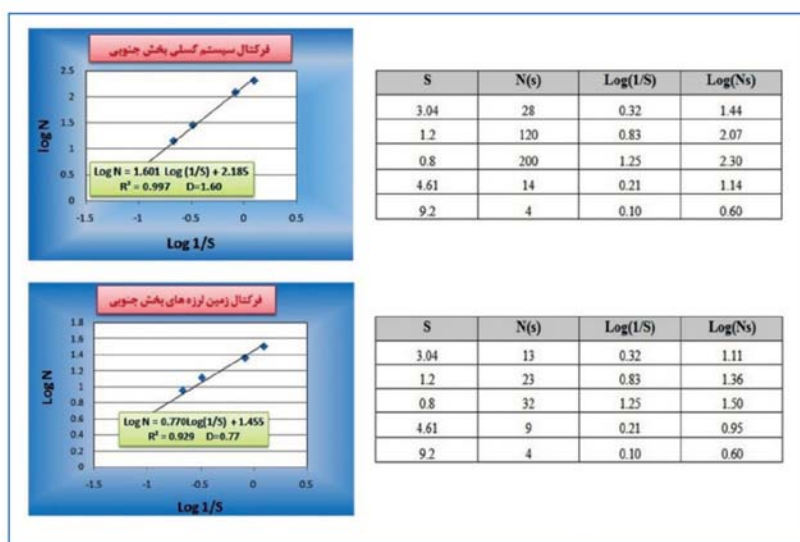 فرکتال سیستم گسلی بخش جنوبی
2.5
2
1.5
1
0.5
0
log N
Log N = 1.601 Log (1/S) + 2.185
R² = 0.997 D=1.60
-1.5 -1 -0.5 0 0.5
Log 1/S
S N(s) Log(1/S) Log(Ns)
3.04 28 0.32 1.44
1.2 120 0.83 2.07
0.8 200 1.25 2.30
4.61 14 0.21 1.14
9.2 4 0.10 0.60
فرکتال زمین لرزه های بخش جنوبی
1.8
1.6
1.4
1.2
1
0.8
0.6
0.4
0.2
0
Log N
Log N = 0.770Log(1/S) + 1.455
R² = 0.929 D=0.77
-1.5 -1 -0.5 0 0.5
Log 1/S
S N(s) Log(1/S) Log(Ns)
3.04 13 0.32 1.11
1.2 23 0.83 1.36
0.8 32 1.25 1.50
4.61 9 0.21 0.95
9.2 4 0.10 0.60